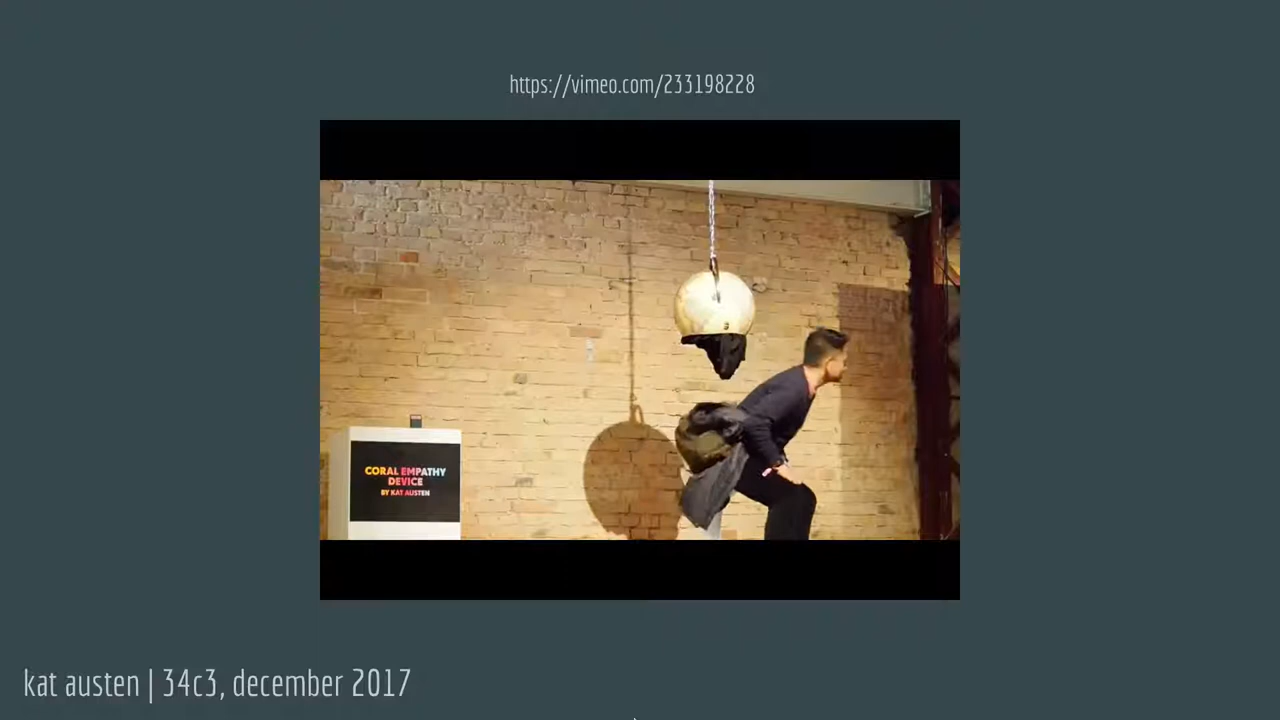 https://vimeo.com/233198228
CORAL EMPATHY
DEVICE
BY KAT AUSTEN
kat austen | 34c3, december 2017